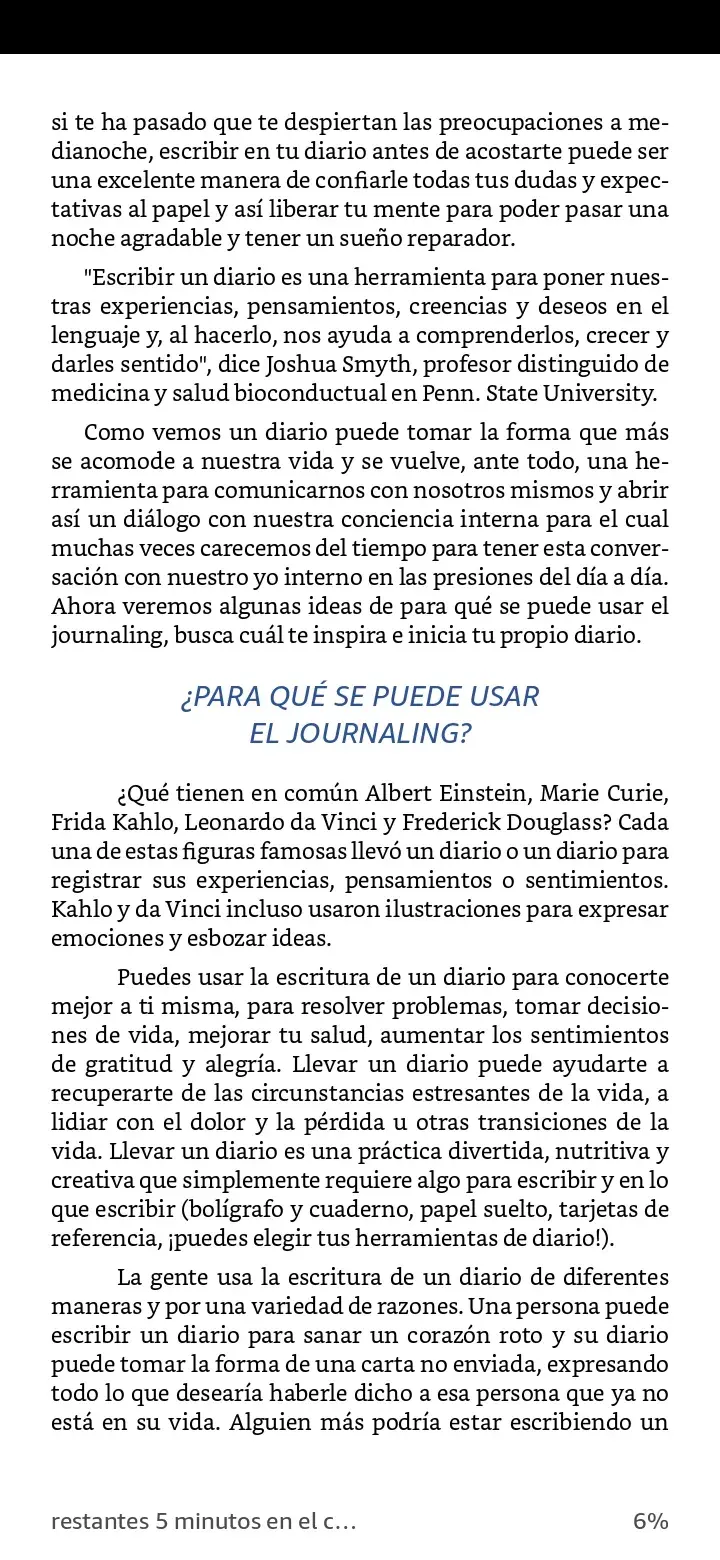 si te ha pasado que te despiertan las preocupaciones a me-
dianoche, escribir en tu diario antes de acostarte puede ser
una excelente manera de confiarle todas tus dudas y expec-
tativas al papel y así liberar tu mente para poder pasar una
noche agradable y tener un sueño reparador.
"Escribir un diario es una herramienta para poner nues-
tras experiencias, pensamientos, creencias y deseos en el
lenguaje y, al hacerlo, nos ayuda a comprenderlos, crecer y
darles sentido", dice Joshua Smyth, profesor distinguido de
medicina y salud bioconductual en Penn. State University.
Como vemos un diario puede tomar la forma que más
se acomode a nuestra vida y se vuelve, ante todo, una he-
rramienta para comunicarnos con nosotros mismos y abrir
así un diálogo con nuestra conciencia interna para el cual
muchas veces carecemos del tiempo para tener esta conver-
sación con nuestro yo interno en las presiones del día a día.
Ahora veremos algunas ideas de para qué se puede usar el
journaling, busca cuál te inspira e inicia tu propio diario.
¿PARA QUÉ SE PUEDE USAR
EL JOURNALING?
¿Qué tienen en común Albert Einstein, Marie Curie,
Frida Kahlo, Leonardo da Vinci y Frederick Douglass? Cada
una de estas figuras famosas llevó un diario o un diario para
registrar sus experiencias, pensamientos o sentimientos.
Kahlo y da Vinci incluso usaron ilustraciones para expresar
emociones y esbozar ideas.
Puedes usar la escritura de un diario para conocerte
mejor a ti misma, para resolver problemas, tomar decisio-
nes de vida, mejorar tu salud, aumentar los sentimientos
de gratitud y alegría. Llevar un diario puede ayudarte a
recuperarte de las circunstancias estresantes de la vida, a
lidiar con el dolor y la pérdida u otras transiciones de la
vida. Llevar un diario es una práctica divertida, nutritiva y
creativa que simplemente requiere algo para escribir y en lo
que escribir (bolígrafo y cuaderno, papel suelto, tarjetas de
referencia, ¡puedes elegir tus herramientas de diario!).
La gente usa la escritura de un diario de diferentes
maneras y por una variedad de razones. Una persona puede
escribir un diario para sanar un corazón roto y su diario
puede tomar la forma de una carta no enviada, expresando
todo lo que desearía haberle dicho a esa persona que ya no
está en su vida. Alguien más podría estar escribiendo un
restantes 5 minutos en el c... 6%